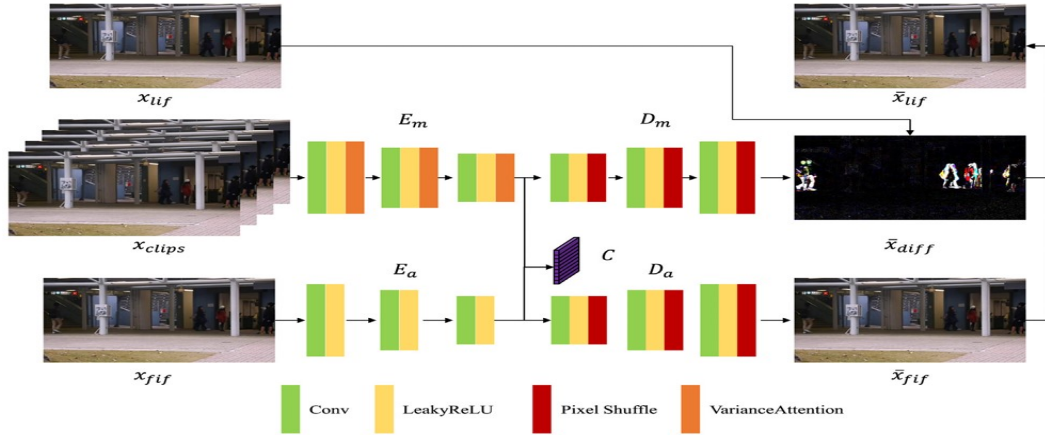 x_lif
x̄_lif
E_m
D_m
x_clips
x̄_diff
E_a
C
D_a
x_fif
x̄_fif
Conv LeakyReLU Pixel Shuffle VarianceAttention